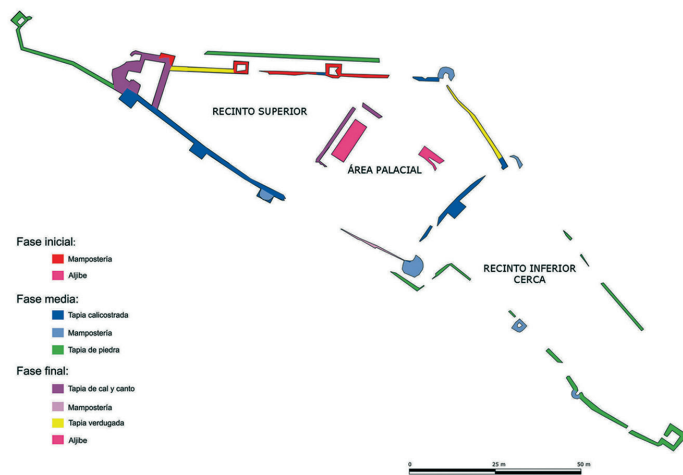 RECINTO SUPERIOR
ÁREA PALACIAL
Fase inicial:
Mampostería
Aljibe
RECINTO INFERIOR
CERCA
Fase media:
Tapia calicostrada
Mampostería
Tapia de piedra
Fase final:
Tapia de cal y canto
Mampostería
Tapia verdugada
Aljibe
0 25 m 50 m